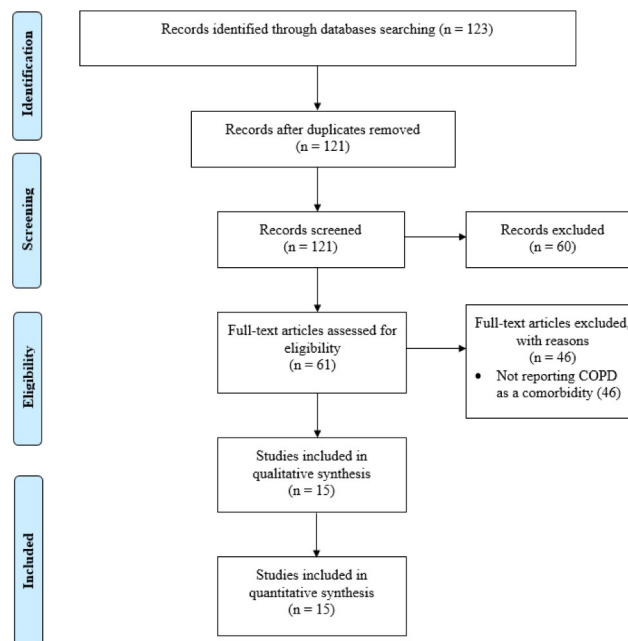 Identification
Records identified through databases searching (n = 123)
Records after duplicates removed
(n = 121)
Screening
Records screened
(n = 121)
Records excluded
(n = 60)
Eligibility
Full-text articles assessed for
eligibility
(n = 61)
Full-text articles excluded,
with reasons
(n = 46)
• Not reporting COPD
as a comorbidity (46)
Studies included in
qualitative synthesis
(n = 15)
Included
Studies included in
quantitative synthesis
(n = 15)